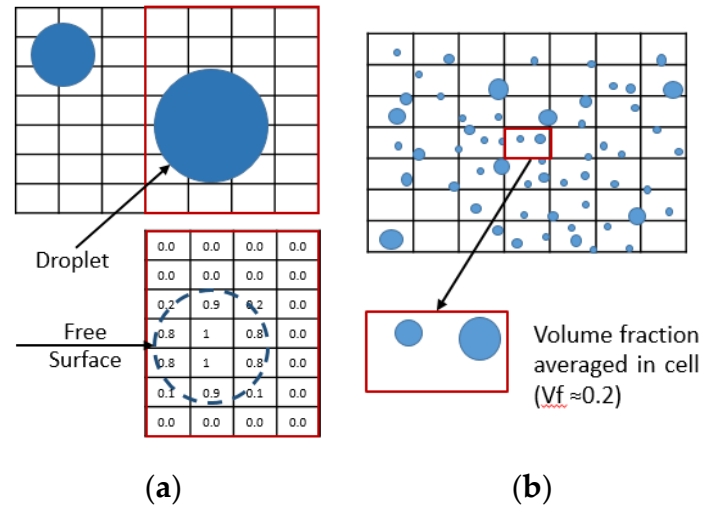 Droplet
0.0 0.0 0.0 0.0
0.0 0.0 0.0 0.0
0.2 0.9 0.2 0.0
0.8 1 0.8 0.0
0.8 1 0.8 0.0
0.1 0.9 0.1 0.0
0.0 0.0 0.0 0.0
Free
Surface
Volume fraction
averaged in cell
(Vf ≈0.2)
(a)
(b)